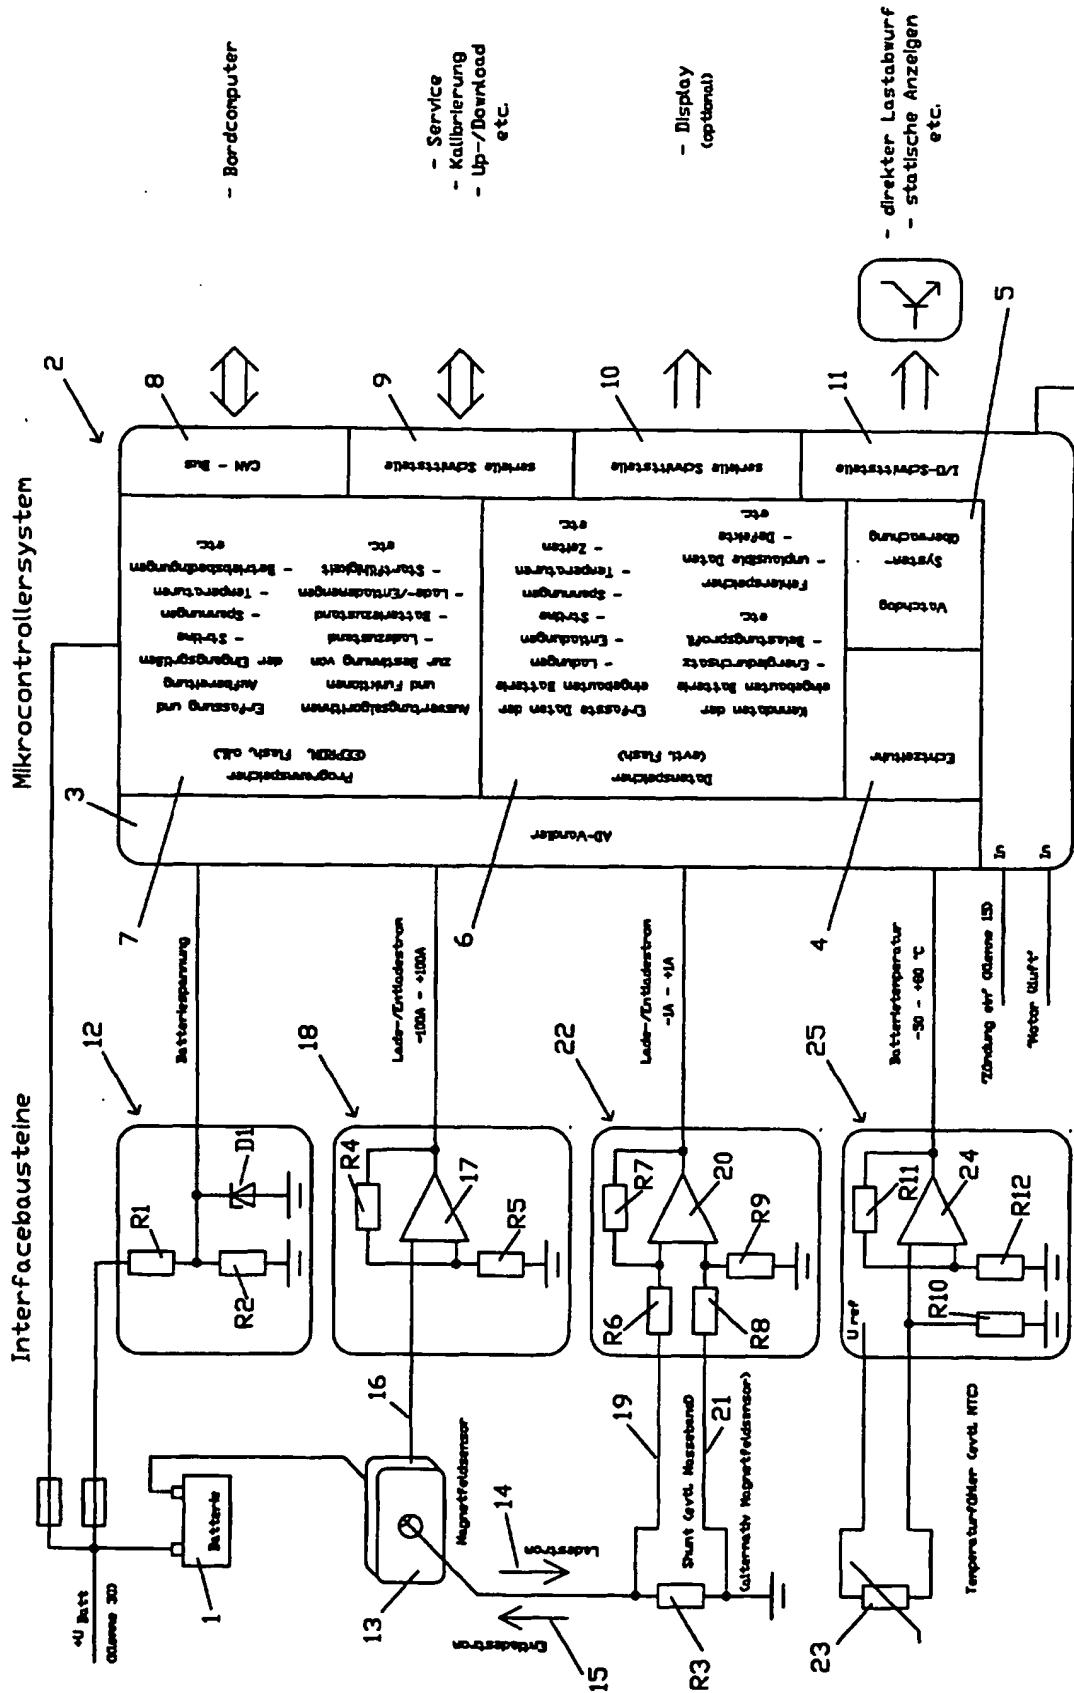 Interfacebausteine
Mikrocontrollersystem
+U Batt
(Klemme 30)
Batterie
1
R1
R2
D1
12
Batteriespannung
Magnetfeldsensor
13
16
R4
R5
17
18
Lade-/Entladestrom
-100A - +100A
Ladestrom
14
Entladestrom
15
R3
Shunt (evtl. Masseband)
(alternativ Magnetfeldsensor)
19
21
R6
R7
R8
R9
20
22
Lade-/Entladestrom
-1A - +1A
23
Temperaturfühler (evtl. NTC)
U ref
R10
R11
R12
24
25
Batterietemperatur
-30 - +80 °C
"Zündung ein" (Klemme 15)
"Motor läuft"
In
In
2
3
AD-Wandler
7
Programmspeicher
(EEPROM, Flash, o.ä.)
Erfassung und
Aufbereitung
der Eingangsgrößen
- Ströme
- Spannungen
- Temperaturen
- Betriebsbedingungen
etc.
Auswertungsalgorithmen
und Funktionen
zur Bestimmung von
- Ladezustand
- Batteriezustand
- Lade-/Entlademengen
- Startfähigkeit
etc.
6
Datenspeicher
(evtl. Flash)
Erfasste Daten der
eingebauten Batterie
- Ladungen
- Entladungen
- Ströme
- Spannungen
- Temperaturen
- Zeiten
etc.
Kenndaten der
eingebauten Batterie
- Energiedurchsatz
- Belastungsprofil
etc.
Fehlerspeicher
- unplausible Daten
- Defekte
etc.
4
Echtzeituhr
5
Watchdog
System-
Überwachung
8
CAN - Bus
9
serielle Schnittstelle
10
serielle Schnittstelle
11
I/O-Schnittstelle
- Bordcomputer
- Service
- Kalibrierung
- Up-/Download
etc.
- Display
(optional)
- direkter Lastabwurf
- statische Anzeigen
etc.